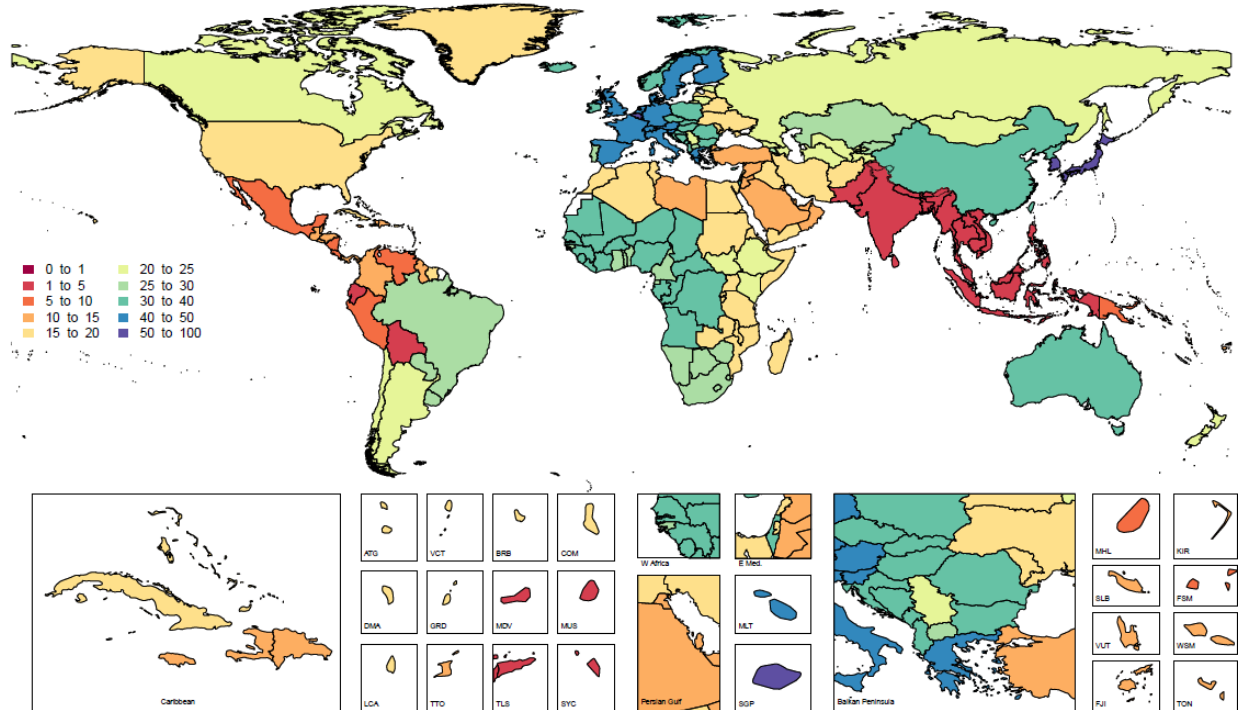 0 to 1
1 to 5
5 to 10
10 to 15
15 to 20
20 to 25
25 to 30
30 to 40
40 to 50
50 to 100
Caribbean
ATG
VCT
BRB
COM
DMA
GRD
MDV
MUS
LCA
TTO
TLS
SYC
W Africa
E Med.
Persian Gulf
MLT
SGP
Balkan Peninsula
MHL
KIR
SLB
FSM
VUT
WSM
FJI
TON